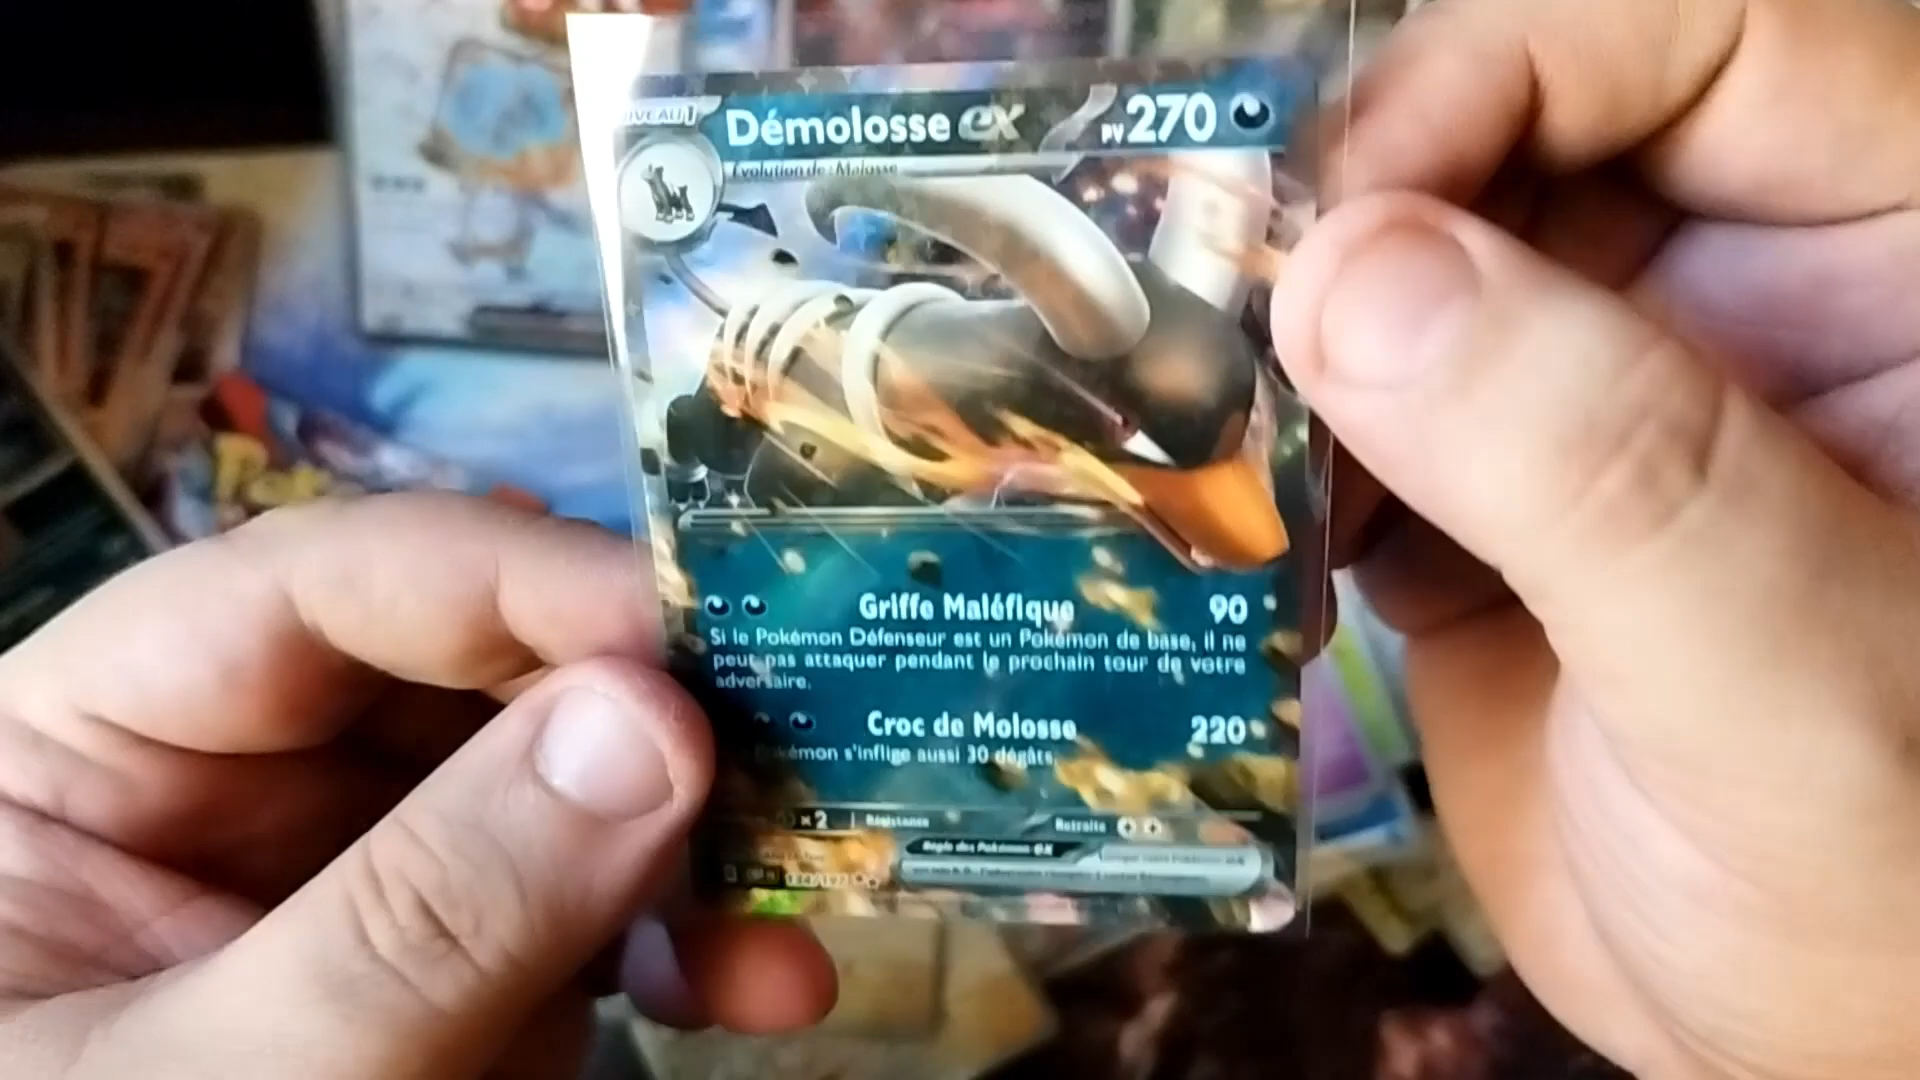 NIVEAU 1
Démolosse ex PV 270
Évolution de : Malosse
Griffe Maléfique 90
Si le Pokémon Défenseur est un Pokémon de base, il ne
peut pas attaquer pendant le prochain tour de votre
adversaire.
Croc de Molosse 220
Pokémon s'inflige aussi 30 dégâts.
×2 Résistance Retraite
Règle des Pokémon ex
134/197